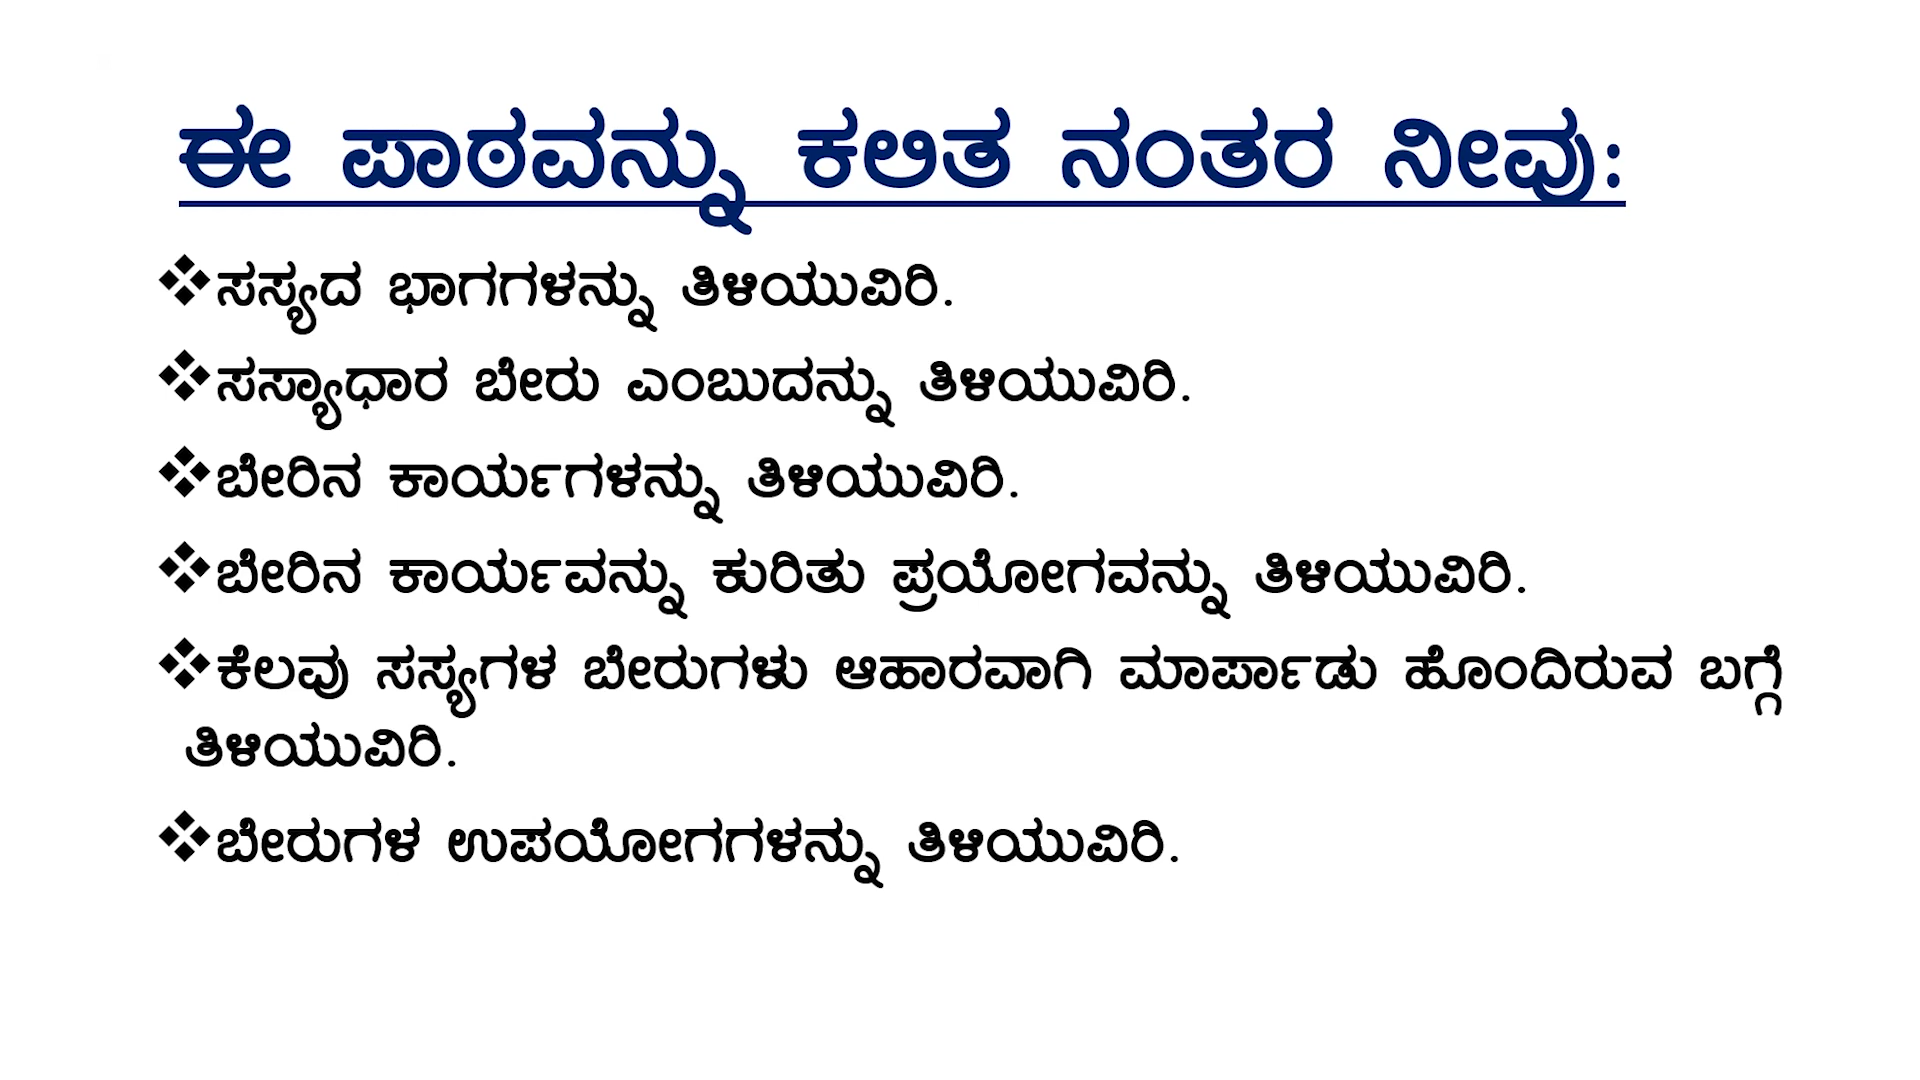 ಈ ಪಾಠವನ್ನು ಕಲಿತ ನಂತರ ನೀವು:
❖ಸಸ್ಯದ ಭಾಗಗಳನ್ನು ತಿಳಿಯುವಿರಿ.
❖ಸಸ್ಯಾಧಾರ ಬೇರು ಎಂಬುದನ್ನು ತಿಳಿಯುವಿರಿ.
❖ಬೇರಿನ ಕಾರ್ಯಗಳನ್ನು ತಿಳಿಯುವಿರಿ.
❖ಬೇರಿನ ಕಾರ್ಯವನ್ನು ಕುರಿತು ಪ್ರಯೋಗವನ್ನು ತಿಳಿಯುವಿರಿ.
❖ಕೆಲವು ಸಸ್ಯಗಳ ಬೇರುಗಳು ಆಹಾರವಾಗಿ ಮಾರ್ಪಾಡು ಹೊಂದಿರುವ ಬಗ್ಗೆ
ತಿಳಿಯುವಿರಿ.
❖ಬೇರುಗಳ ಉಪಯೋಗಗಳನ್ನು ತಿಳಿಯುವಿರಿ.